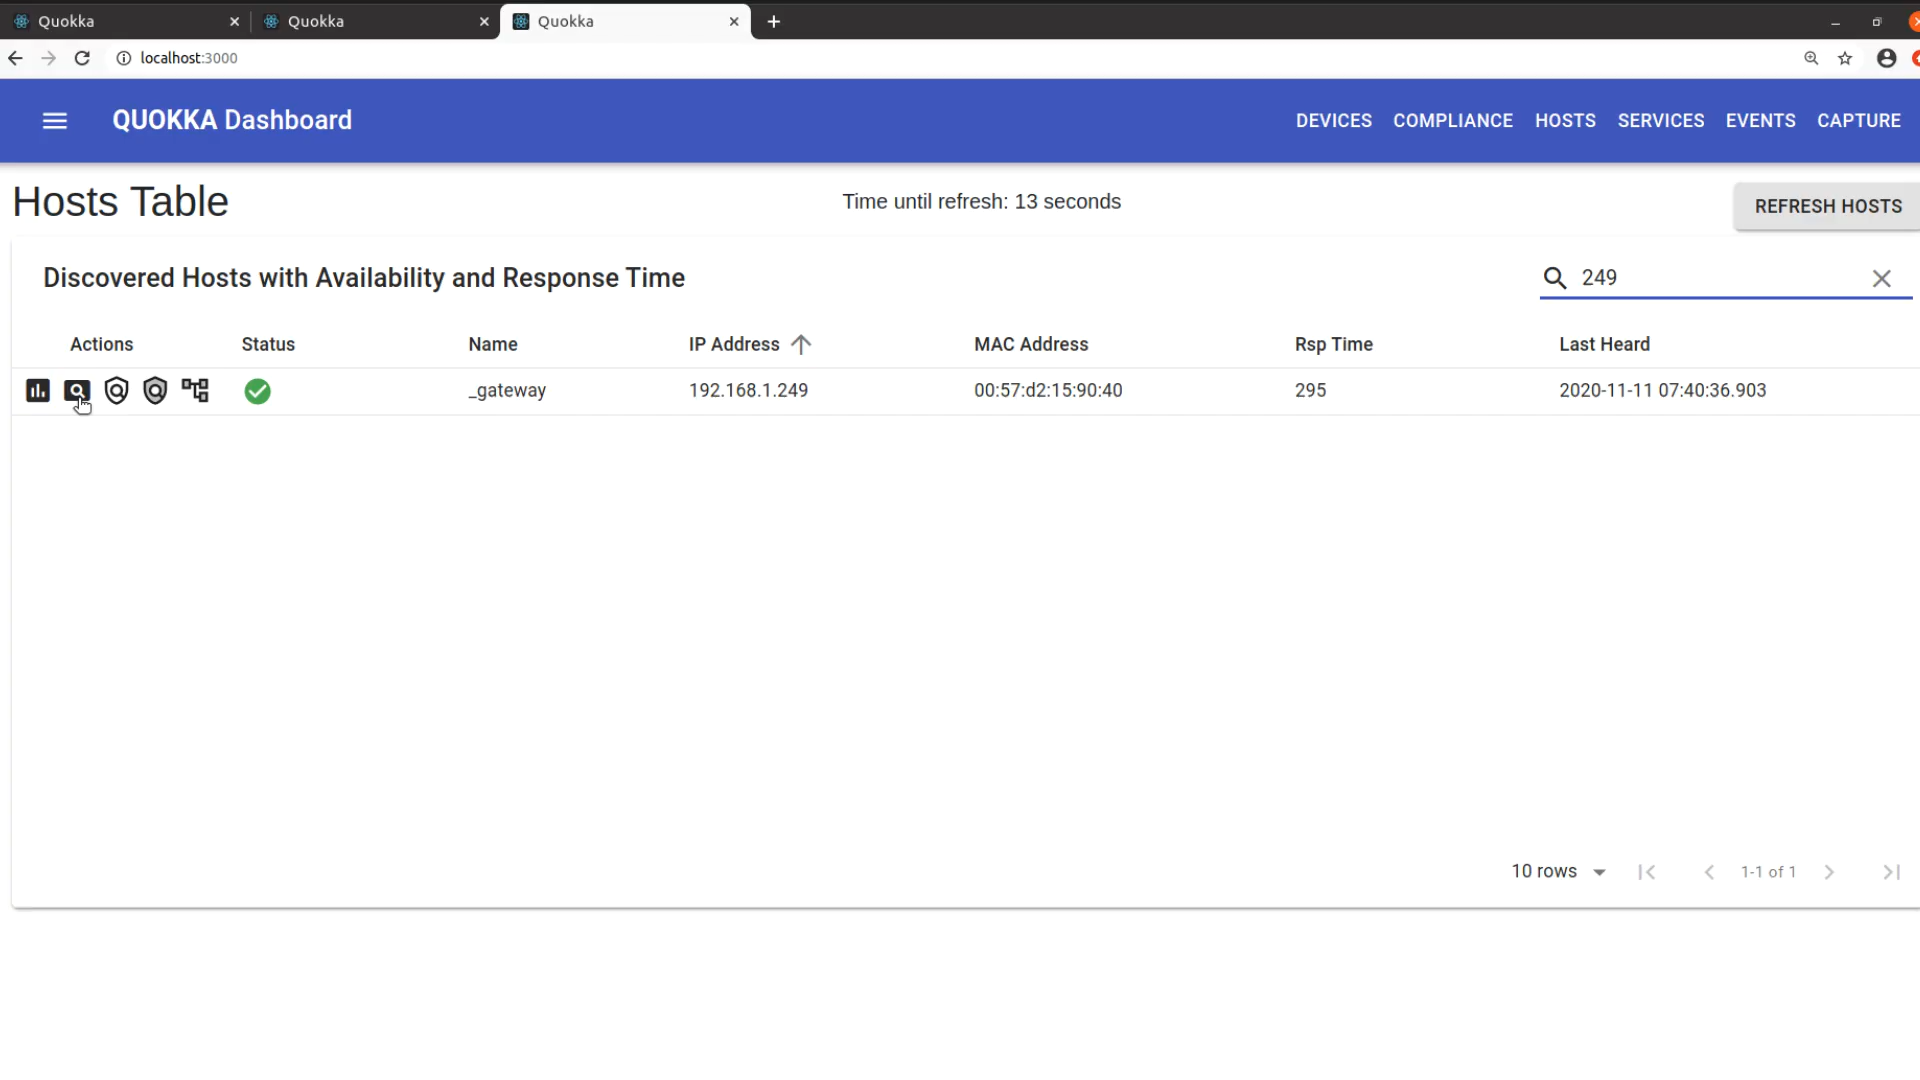 Quokka Quokka Quokka
localhost:3000
QUOKKA Dashboard DEVICES COMPLIANCE HOSTS SERVICES EVENTS CAPTURE
Hosts Table Time until refresh: 13 seconds REFRESH HOSTS
Discovered Hosts with Availability and Response Time 249
Actions Status Name IP Address MAC Address Rsp Time Last Heard
_gateway 192.168.1.249 00:57:d2:15:90:40 295 2020-11-11 07:40:36.903
10 rows 1-1 of 1